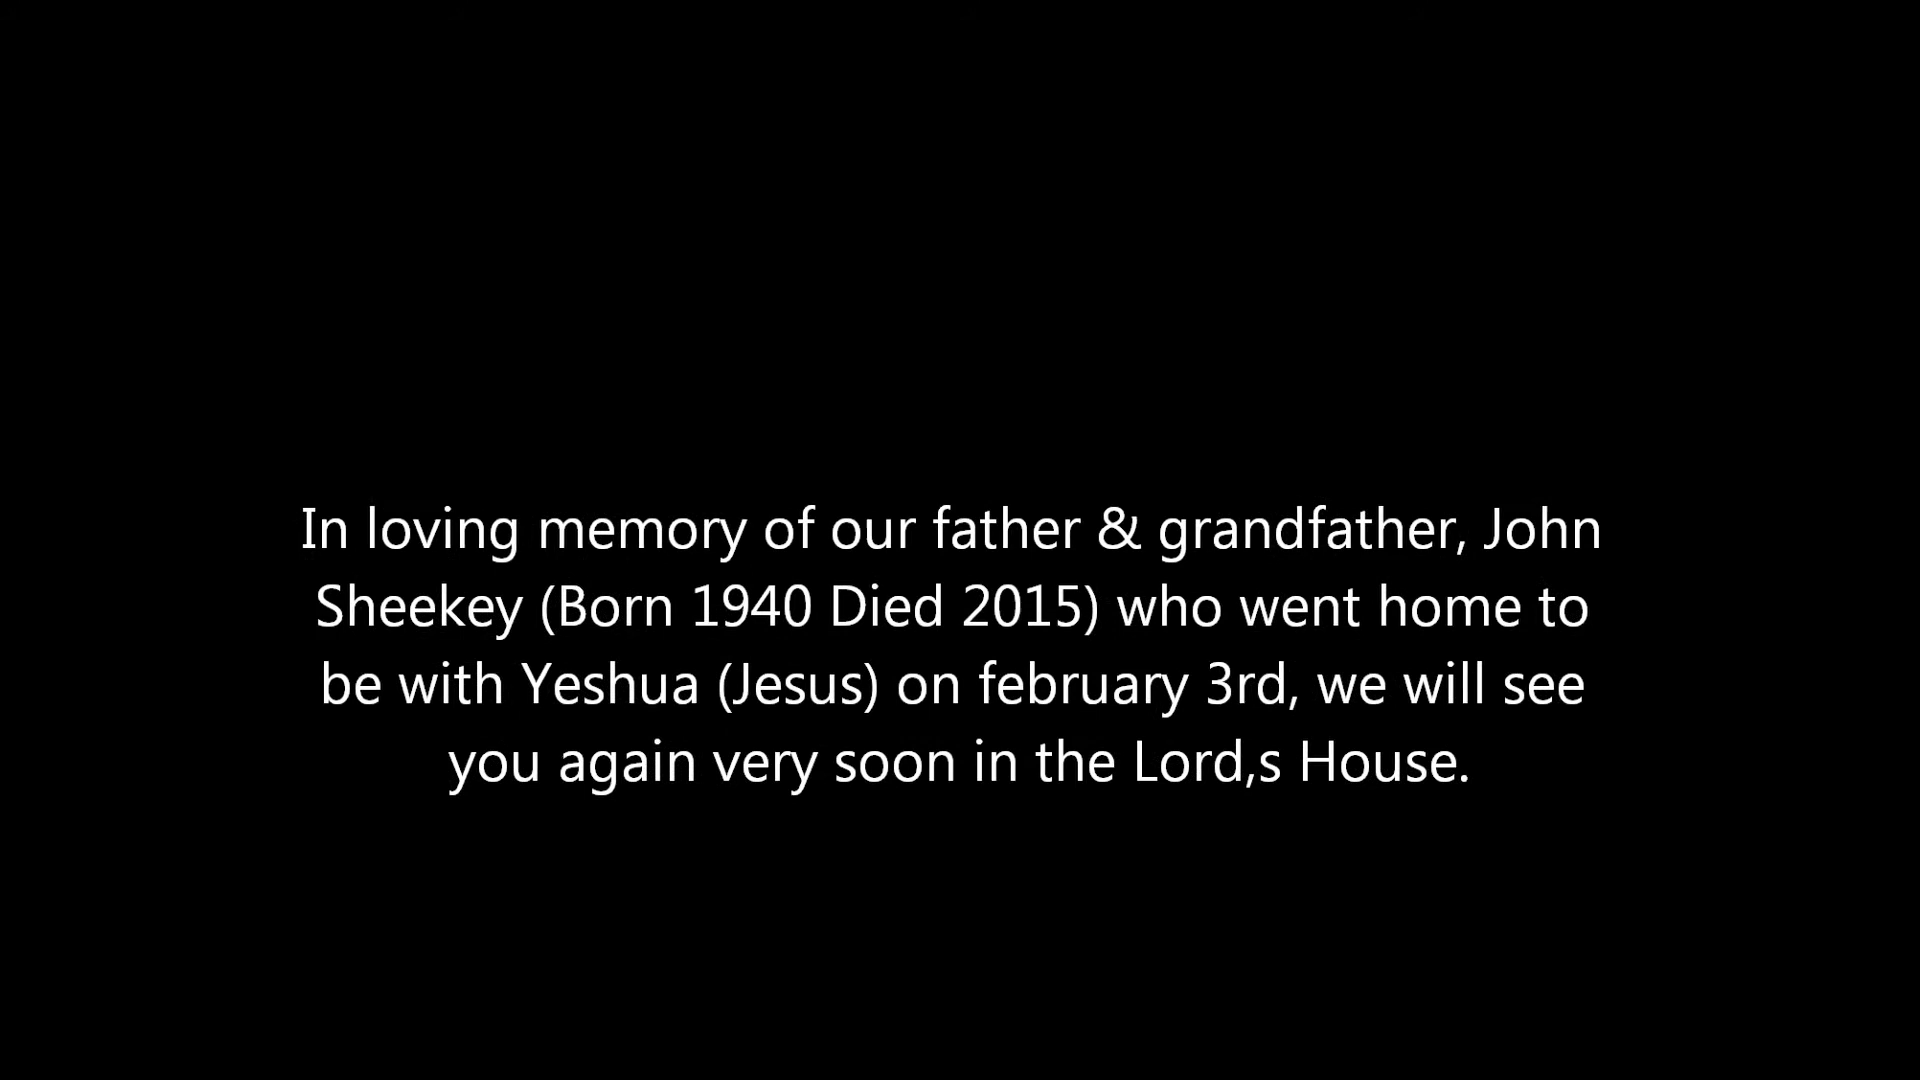 In loving memory of our father & grandfather, John
Sheekey (Born 1940 Died 2015) who went home to
be with Yeshua (Jesus) on february 3rd, we will see
you again very soon in the Lord,s House.